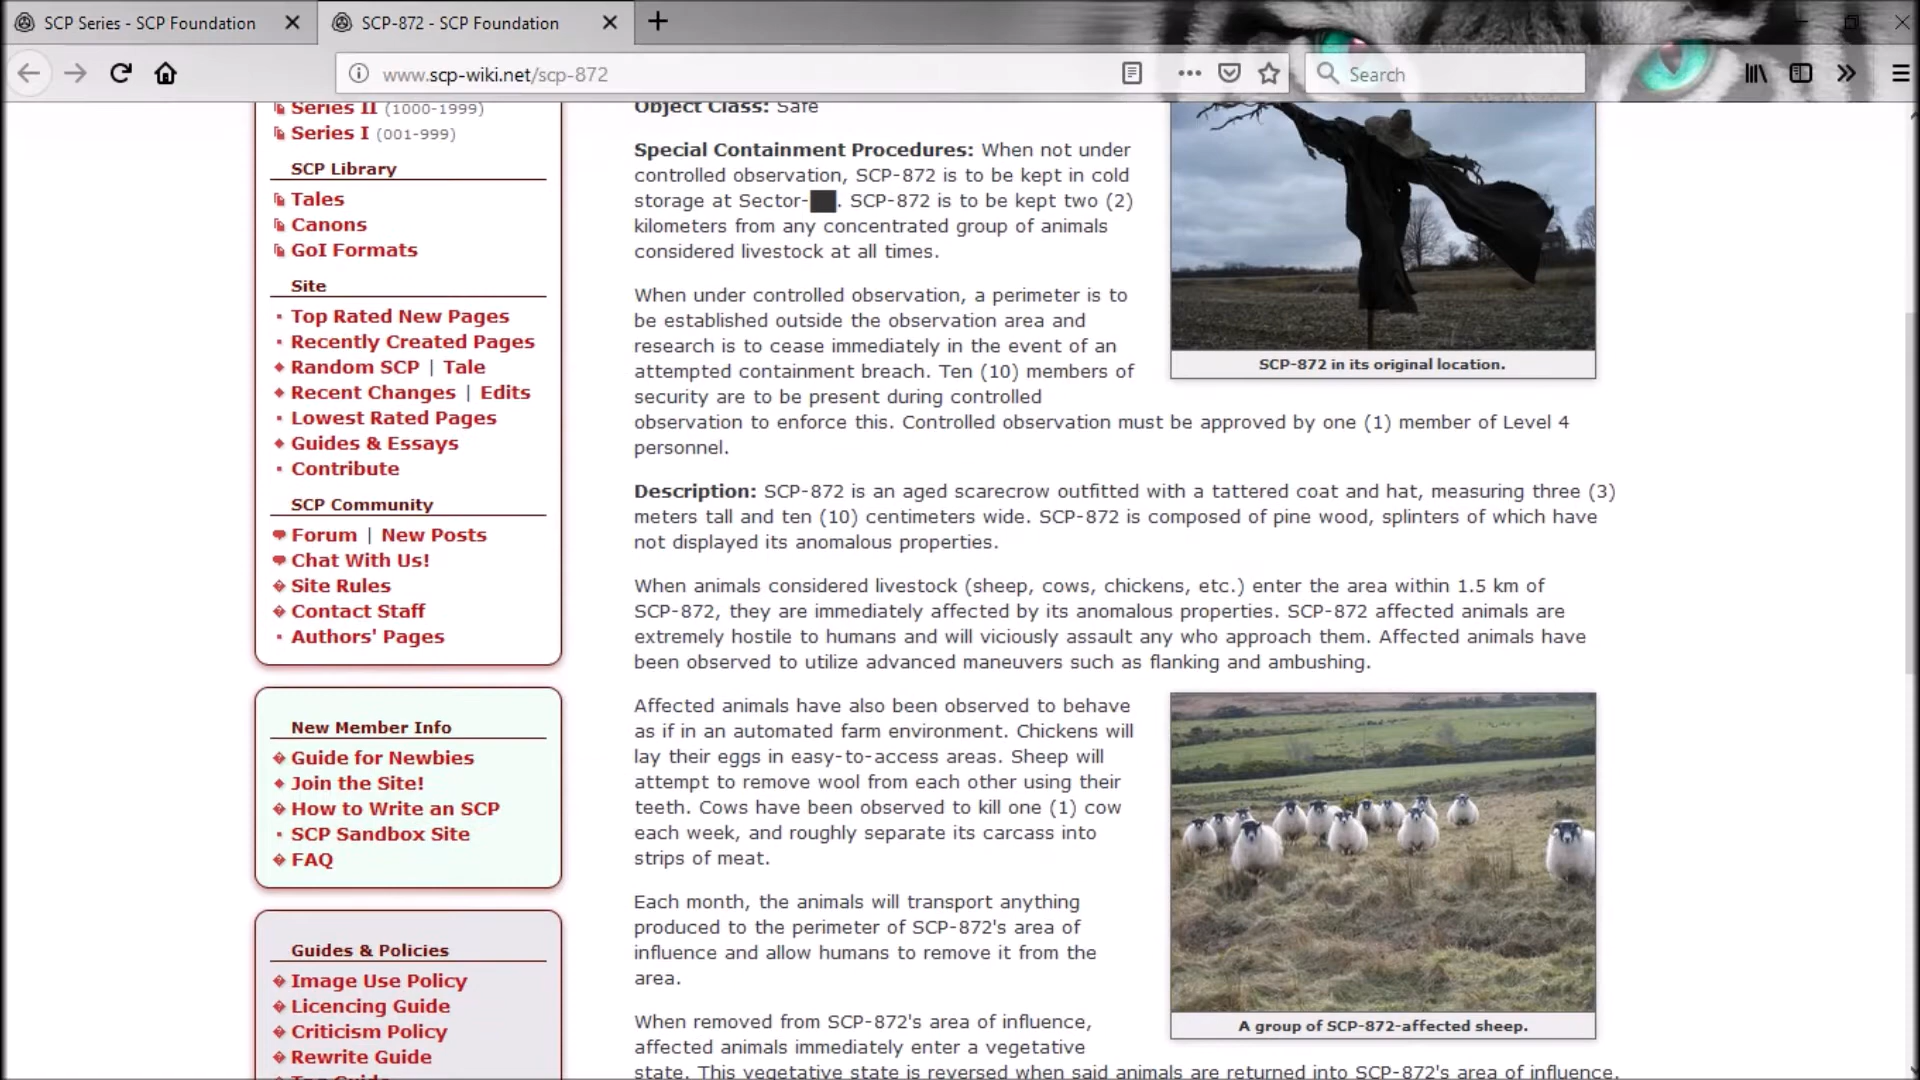 SCP Series - SCP Foundation
SCP-872 - SCP Foundation
www.scp-wiki.net/scp-872
Search
Series II (1000-1999)
Series I (001-999)
SCP Library
Tales
Canons
GoI Formats
Site
Top Rated New Pages
Recently Created Pages
Random SCP | Tale
Recent Changes | Edits
Lowest Rated Pages
Guides & Essays
Contribute
SCP Community
Forum | New Posts
Chat With Us!
Site Rules
Contact Staff
Authors' Pages
New Member Info
Guide for Newbies
Join the Site!
How to Write an SCP
SCP Sandbox Site
FAQ
Guides & Policies
Image Use Policy
Licencing Guide
Criticism Policy
Rewrite Guide
Object Class: Safe
Special Containment Procedures: When not under
controlled observation, SCP-872 is to be kept in cold
storage at Sector-██. SCP-872 is to be kept two (2)
kilometers from any concentrated group of animals
considered livestock at all times.
When under controlled observation, a perimeter is to
be established outside the observation area and
research is to cease immediately in the event of an
attempted containment breach. Ten (10) members of
security are to be present during controlled
observation to enforce this. Controlled observation must be approved by one (1) member of Level 4
personnel.
SCP-872 in its original location.
Description: SCP-872 is an aged scarecrow outfitted with a tattered coat and hat, measuring three (3)
meters tall and ten (10) centimeters wide. SCP-872 is composed of pine wood, splinters of which have
not displayed its anomalous properties.
When animals considered livestock (sheep, cows, chickens, etc.) enter the area within 1.5 km of
SCP-872, they are immediately affected by its anomalous properties. SCP-872 affected animals are
extremely hostile to humans and will viciously assault any who approach them. Affected animals have
been observed to utilize advanced maneuvers such as flanking and ambushing.
Affected animals have also been observed to behave
as if in an automated farm environment. Chickens will
lay their eggs in easy-to-access areas. Sheep will
attempt to remove wool from each other using their
teeth. Cows have been observed to kill one (1) cow
each week, and roughly separate its carcass into
strips of meat.
Each month, the animals will transport anything
produced to the perimeter of SCP-872's area of
influence and allow humans to remove it from the
area.
A group of SCP-872-affected sheep.
When removed from SCP-872's area of influence,
affected animals immediately enter a vegetative
state. This vegetative state is reversed when said animals are returned into SCP-872's area of influence.